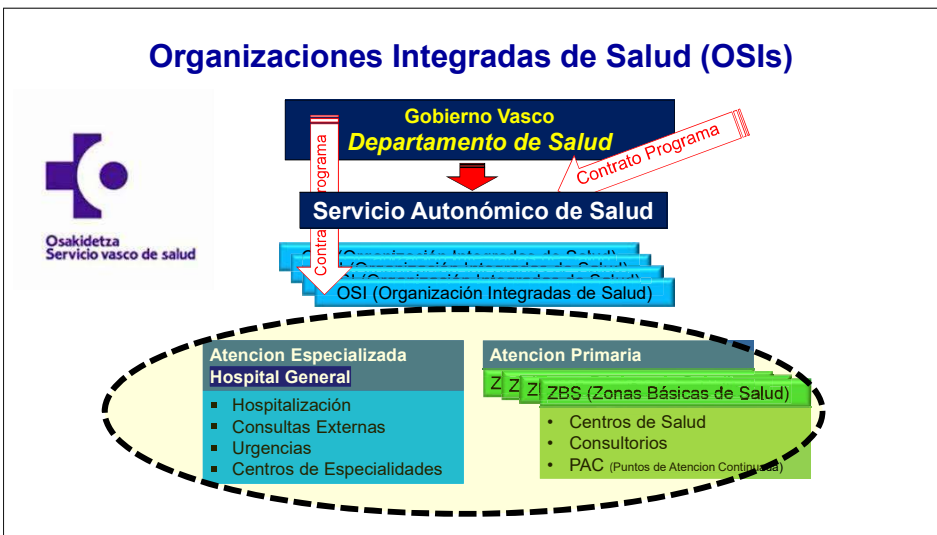 Organizaciones Integradas de Salud (OSIs)
Gobierno Vasco
Departamento de Salud
Contrato Programa
Servicio Autonómico de Salud
Osakidetza
Servicio vasco de salud
OSI (Organización Integradas de Salud)
Atencion Especializada
Hospital General
▪ Hospitalización
▪ Consultas Externas
▪ Urgencias
▪ Centros de Especialidades
Atencion Primaria
Z Z Z ZBS (Zonas Básicas de Salud)
• Centros de Salud
• Consultorios
• PAC (Puntos de Atencion Continuada)